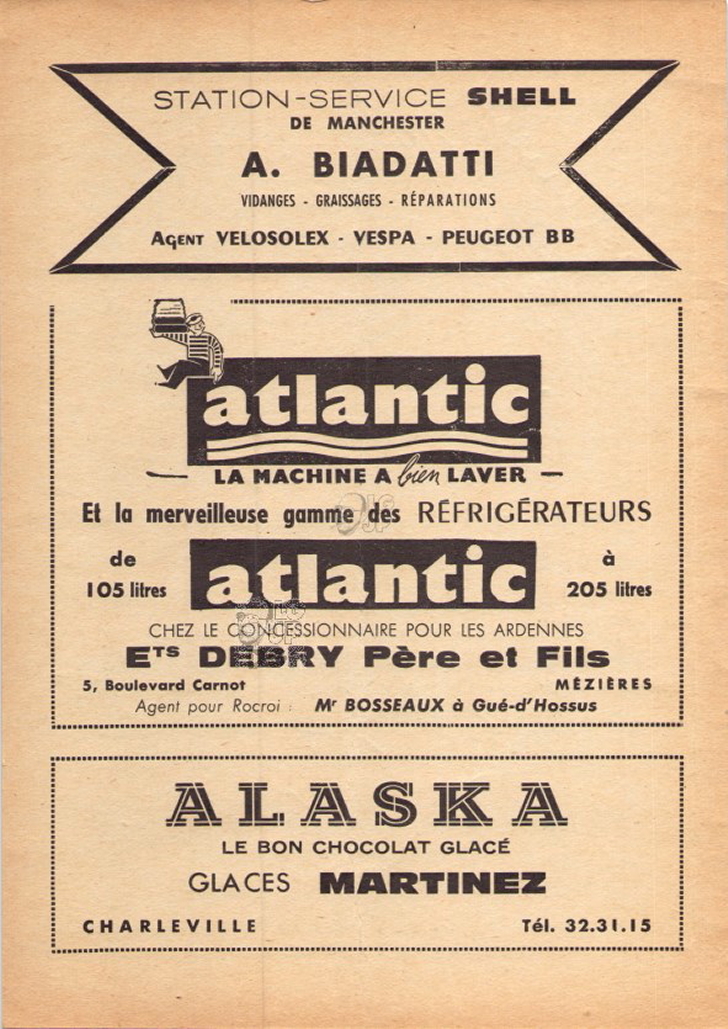 STATION-SERVICE SHELL
DE MANCHESTER
A. BIADATTI
VIDANGES - GRAISSAGES - RÉPARATIONS
AGENT VELOSOLEX - VESPA - PEUGEOT BB
atlantic
LA MACHINE A bien LAVER
Et la merveilleuse gamme des RÉFRIGÉRATEURS
de 105 litres
atlantic
à 205 litres
CHEZ LE CONCESSIONNAIRE POUR LES ARDENNES
ETS DEBRY Père et Fils
5, Boulevard Carnot MÉZIÈRES
Agent pour Rocroi : Mr BOSSEAUX à Gué-d'Hossus
ALASKA
LE BON CHOCOLAT GLACÉ
GLACES MARTINEZ
CHARLEVILLE Tél. 32.31.15